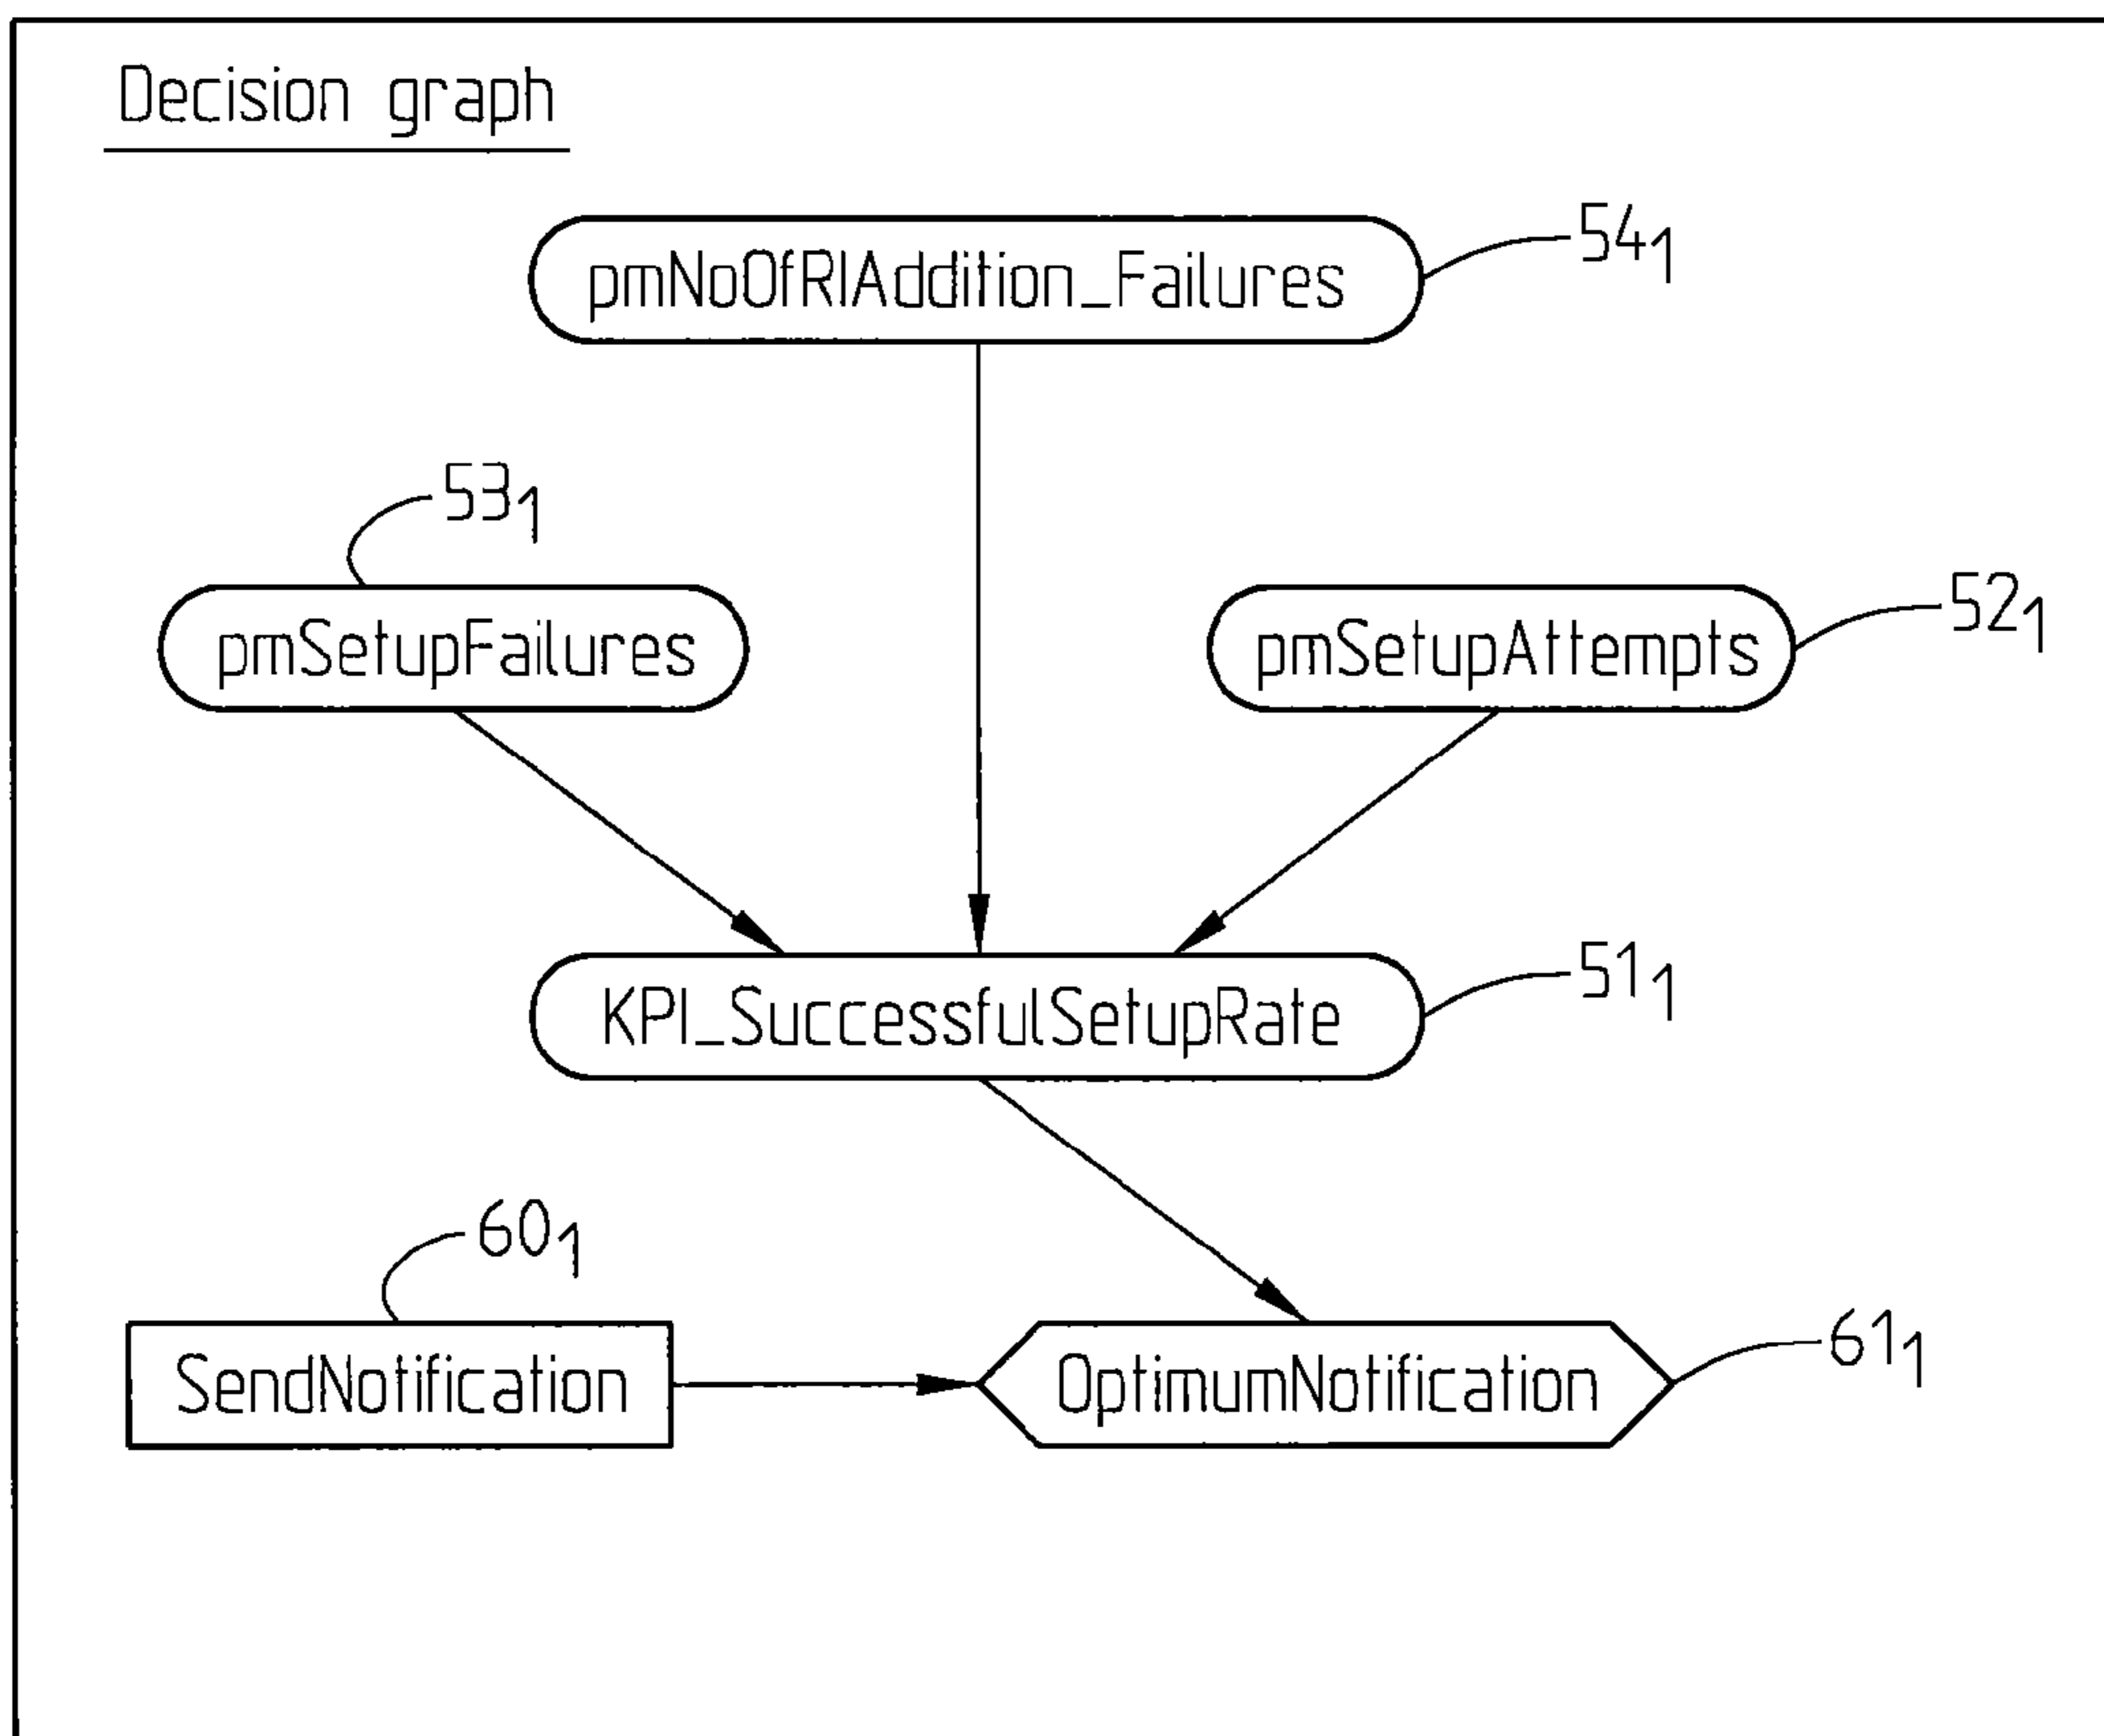 Decision graph
pmNoOfRlAddition_Failures
54₁
53₁
pmSetupFailures
pmSetupAttempts
52₁
KPI_SuccessfulSetupRate
51₁
60₁
SendNotification
OptimumNotification
61₁